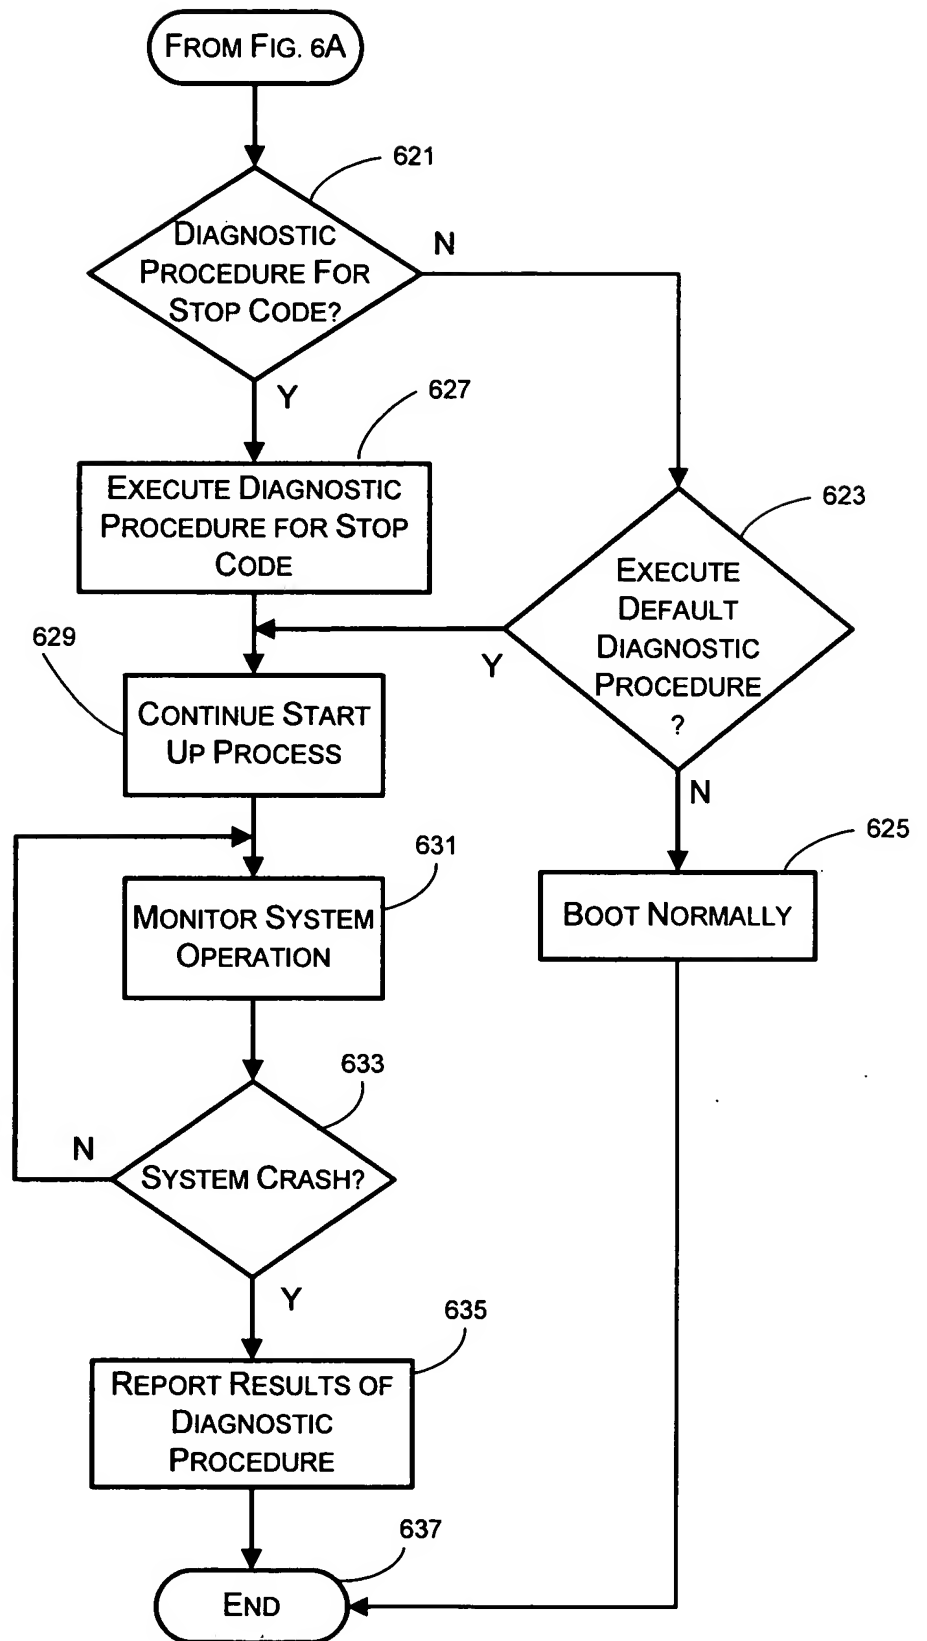 FROM FIG. 6A
621
DIAGNOSTIC
PROCEDURE FOR
STOP CODE?
N
Y
627
EXECUTE DIAGNOSTIC
PROCEDURE FOR STOP
CODE
623
EXECUTE
DEFAULT
DIAGNOSTIC
PROCEDURE
?
Y
N
629
CONTINUE START
UP PROCESS
625
BOOT NORMALLY
631
MONITOR SYSTEM
OPERATION
633
SYSTEM CRASH?
N
Y
635
REPORT RESULTS OF
DIAGNOSTIC
PROCEDURE
637
END